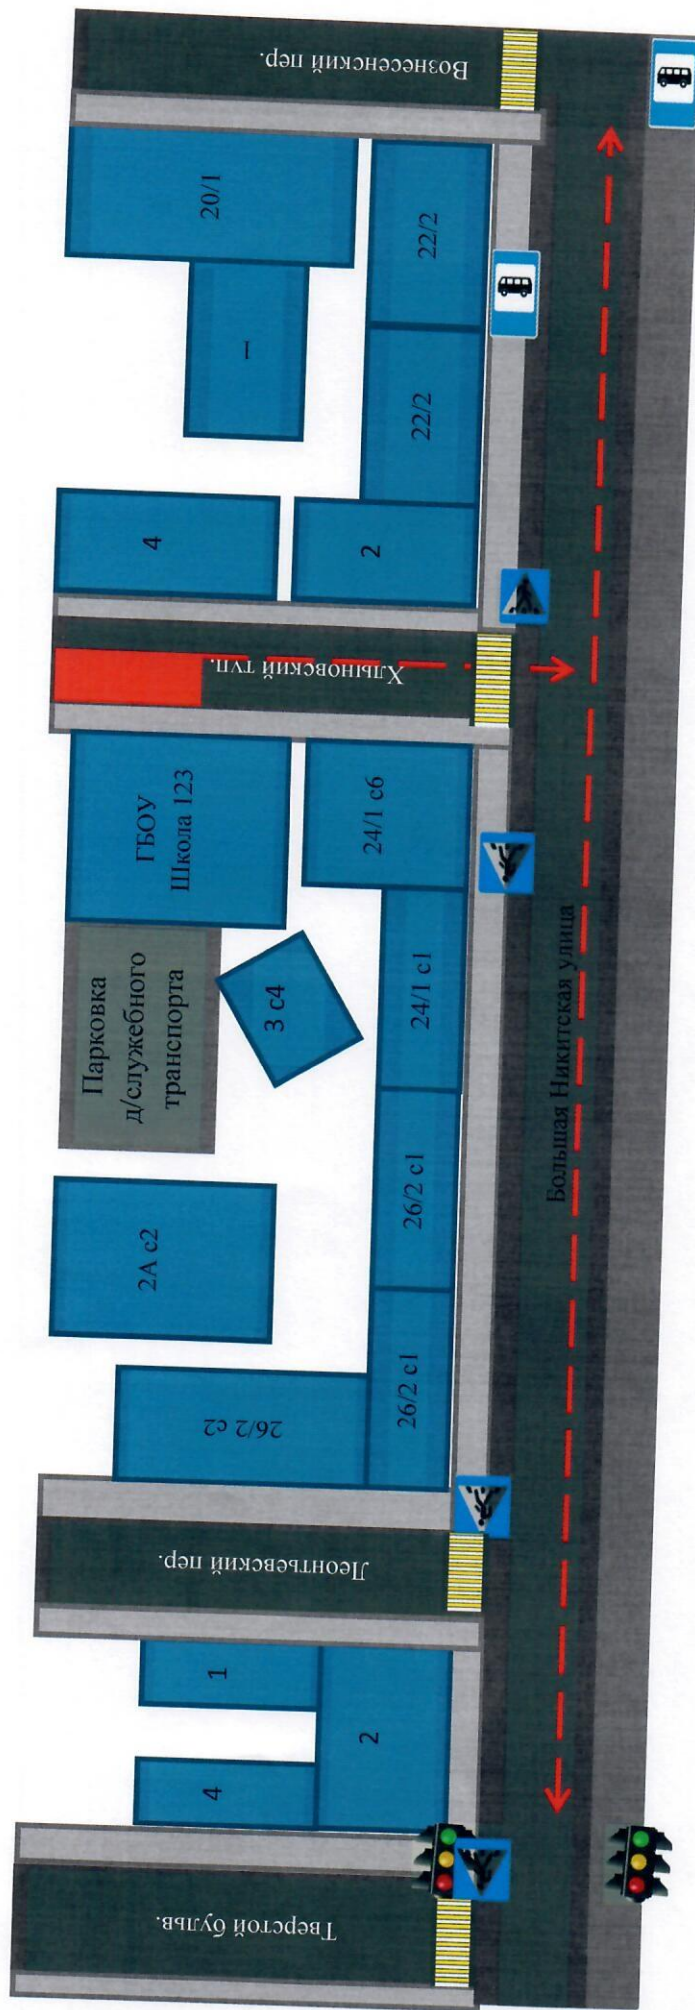 Вознесенский пер.
20/1
22/2
1
22/2
4
2
Хлыновский туп.
ГБОУ
Школа 123
24/1 с6
Парковка
д/служебного
транспорта
3 с4
24/1 с1
Большая Никитская улица
26/2 с1
2А с2
26/2 с1
26/2 с2
Леонтьевский пер.
1
2
4
Тверстой бульв.